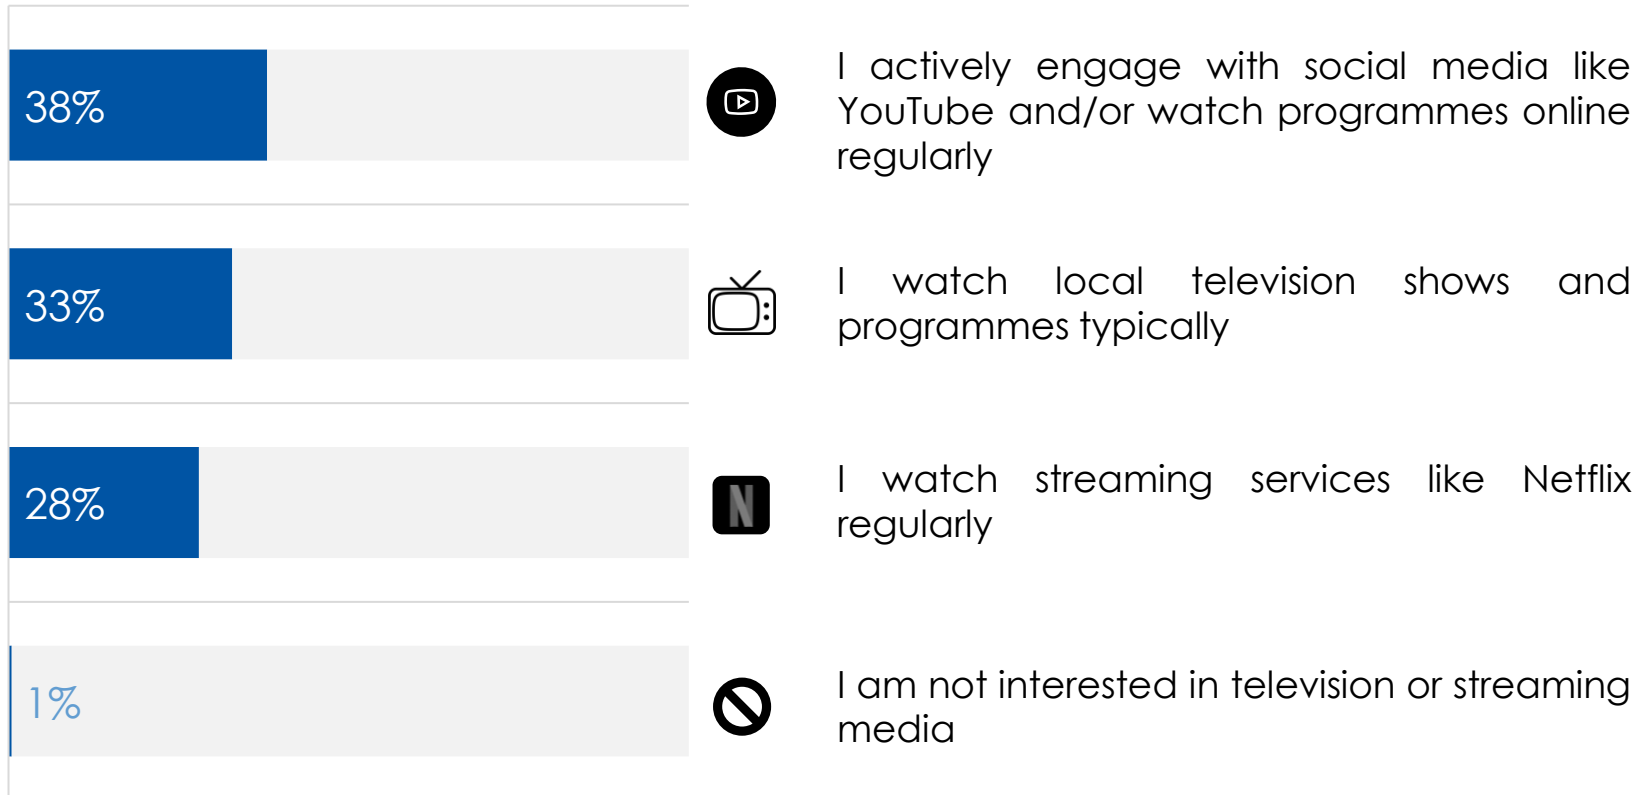 38%
I actively engage with social media like
YouTube and/or watch programmes online
regularly
33%
I watch local television shows and
programmes typically
28%
N
I watch streaming services like Netflix
regularly
1%
I am not interested in television or streaming
media